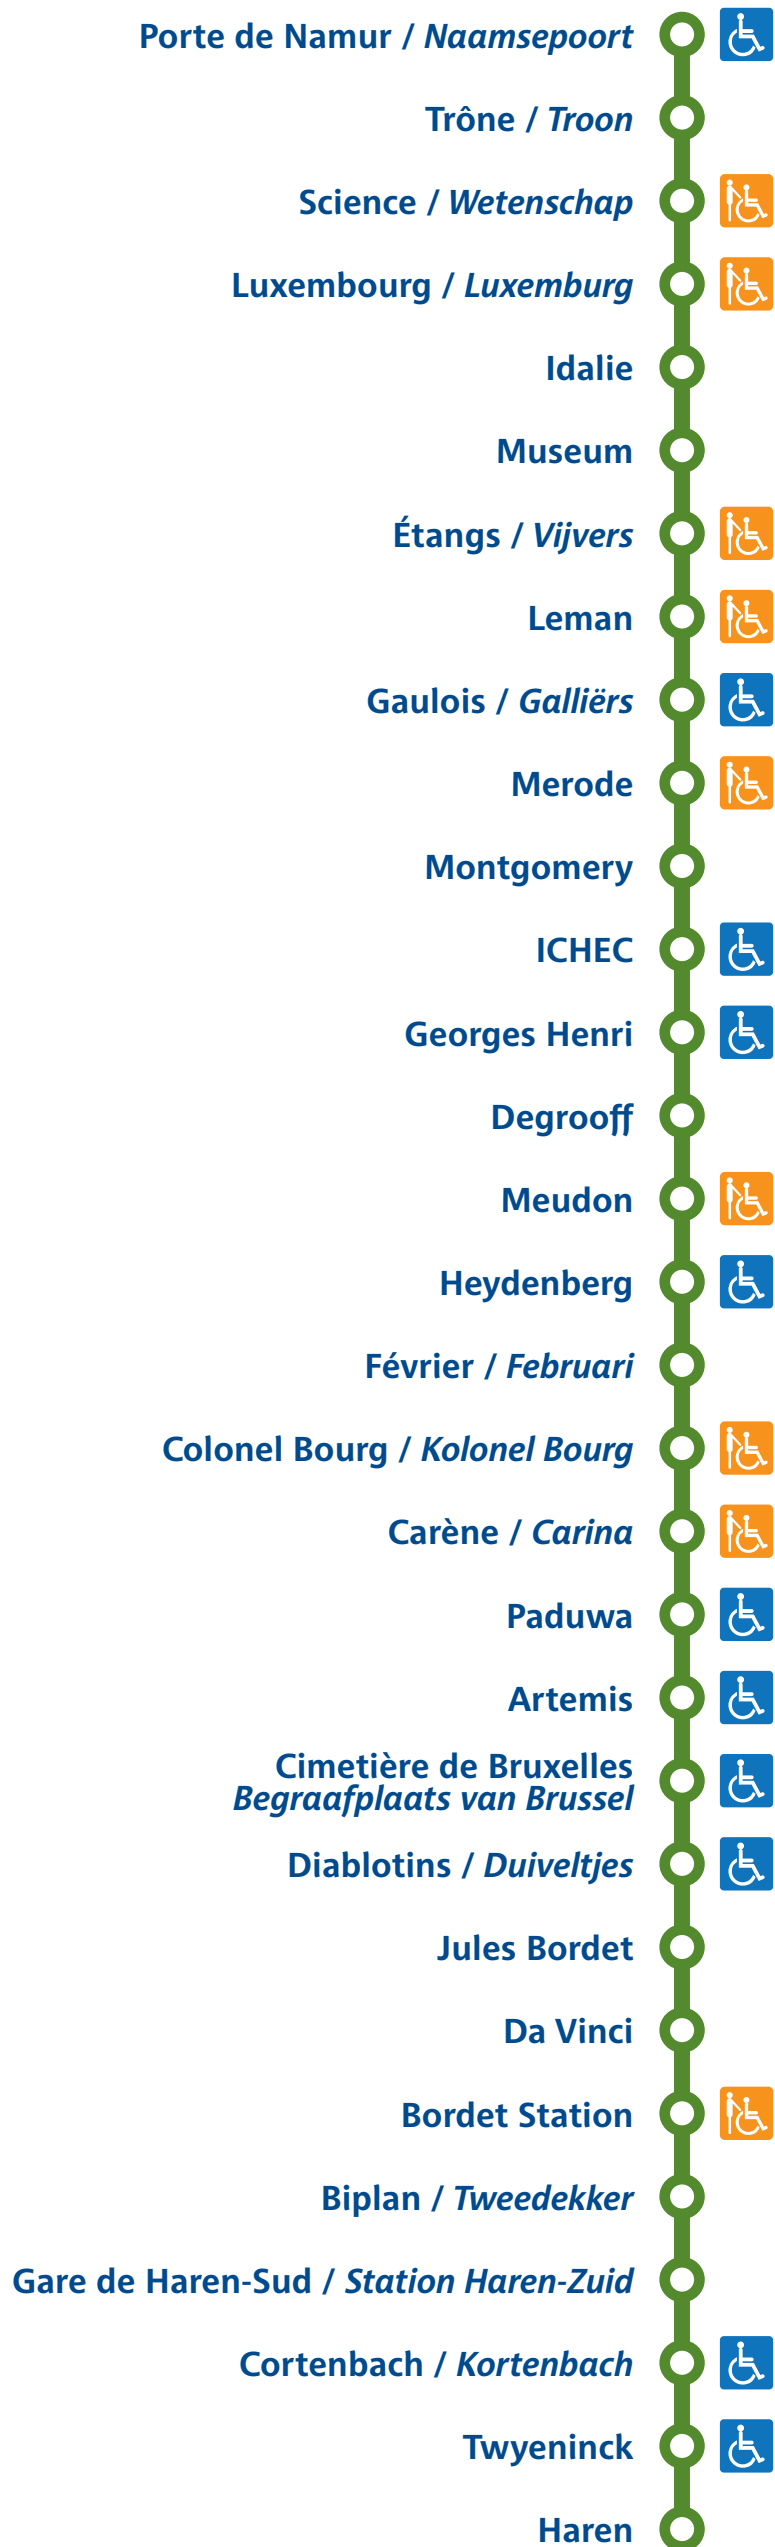 Porte de Namur / Naamsepoort
Trône / Troon
Science / Wetenschap
Luxembourg / Luxemburg
Idalie
Museum
Étangs / Vijvers
Leman
Gaulois / Galliërs
Merode
Montgomery
ICHEC
Georges Henri
Degrooff
Meudon
Heydenberg
Février / Februari
Colonel Bourg / Kolonel Bourg
Carène / Carina
Paduwa
Artemis
Cimetière de Bruxelles
Begraafplaats van Brussel
Diablotins / Duiveltjes
Jules Bordet
Da Vinci
Bordet Station
Biplan / Tweedekker
Gare de Haren-Sud / Station Haren-Zuid
Cortenbach / Kortenbach
Twyeninck
Haren